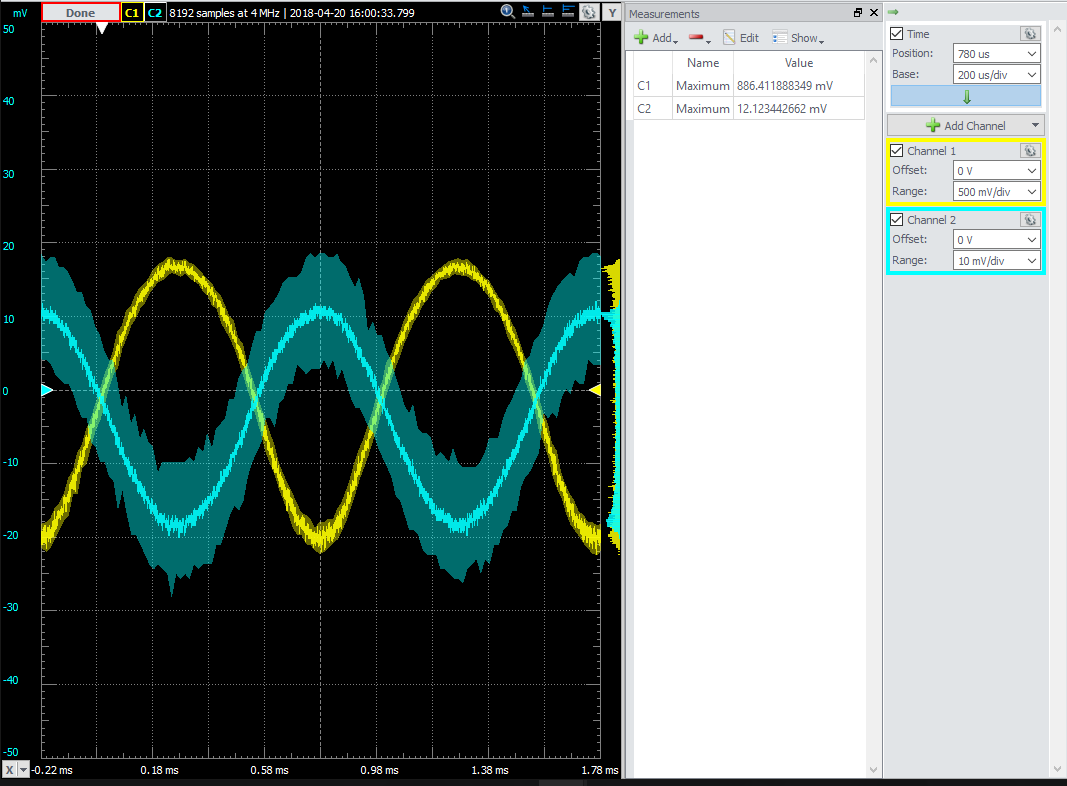 mV Done C1 C2 8192 samples at 4 MHz | 2018-04-20 16:00:33.799 Y
50
40
30
20
10
0
-10
-20
-30
-40
-50
X -0.22 ms 0.18 ms 0.58 ms 0.98 ms 1.38 ms 1.78 ms
Measurements
Add Edit Show
Name Value
C1 Maximum 886.411888349 mV
C2 Maximum 12.123442662 mV
Time
Position: 780 us
Base: 200 us/div
Add Channel
Channel 1
Offset: 0 V
Range: 500 mV/div
Channel 2
Offset: 0 V
Range: 10 mV/div